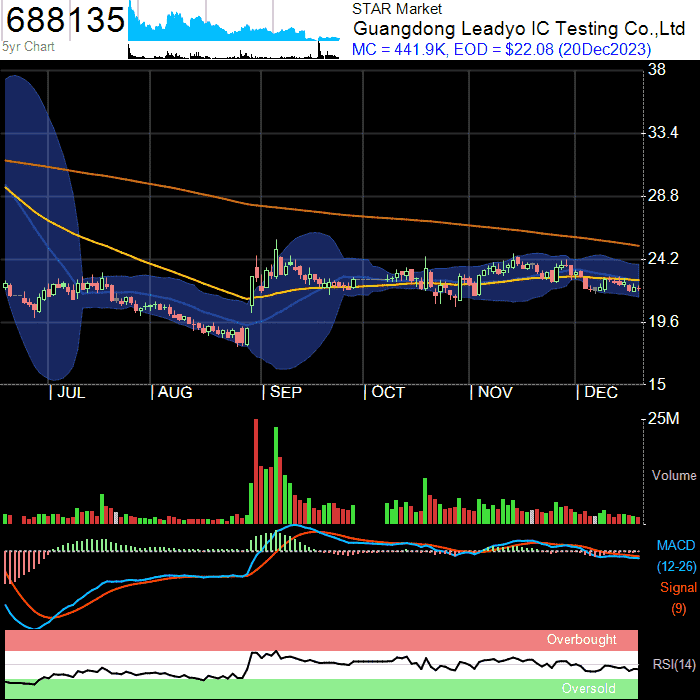 688135
STAR Market
Guangdong Leadyo IC Testing Co.,Ltd
5yr Chart
MC = 441.9K, EOD = $22.08 (20Dec2023)
38
33.4
28.8
24.2
19.6
15
JUL
AUG
SEP
OCT
NOV
DEC
25M
Volume
MACD
(12-26)
Signal
(9)
Overbought
RSI(14)
Oversold